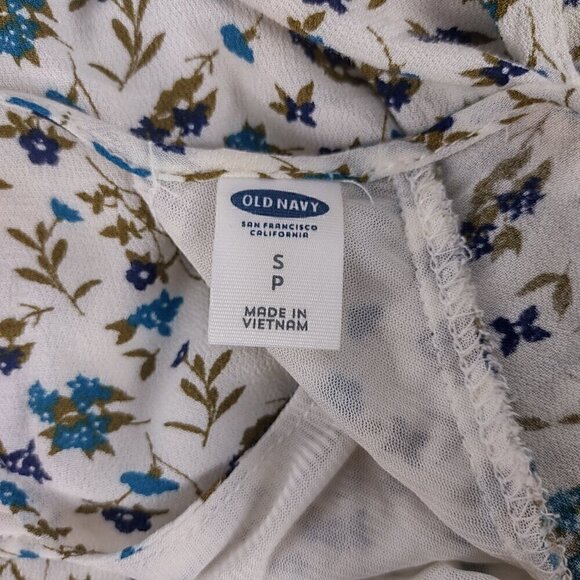 OLD NAVY
SAN FRANCISCO
CALIFORNIA
S
P
MADE IN
VIETNAM